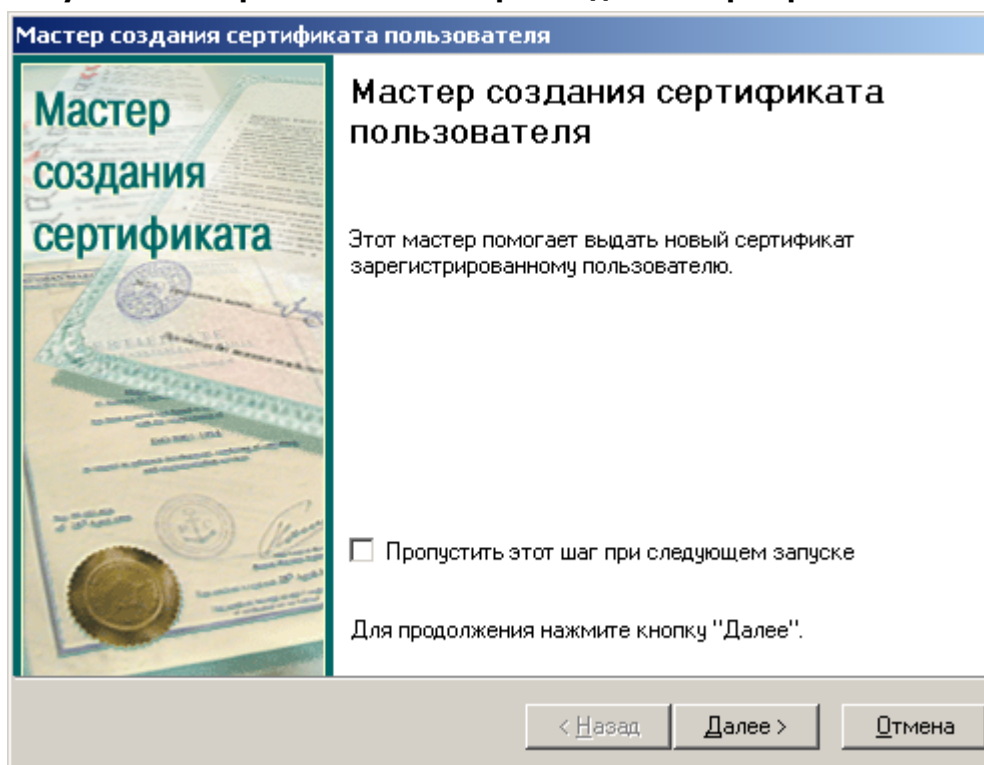 Мастер создания сертификата пользователя
Мастер
создания
сертификата
Мастер создания сертификата
пользователя
Этот мастер помогает выдать новый сертификат
зарегистрированному пользователю.
Пропустить этот шаг при следующем запуске
Для продолжения нажмите кнопку "Далее".
< Назад
Далее >
Отмена